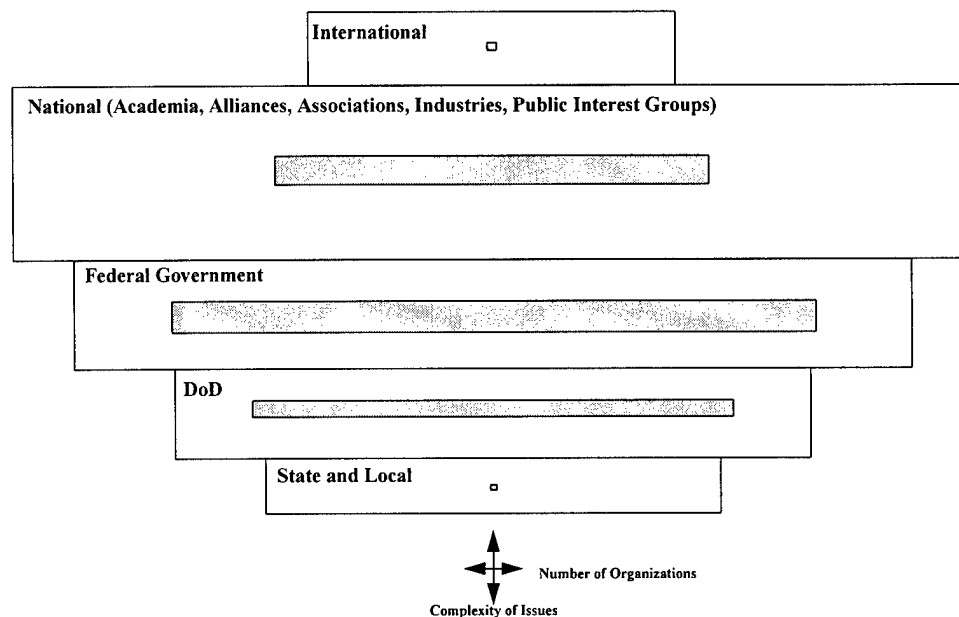 International
National (Academia, Alliances, Associations, Industries, Public Interest Groups)
Federal Government
DoD
State and Local
Number of Organizations
Complexity of Issues